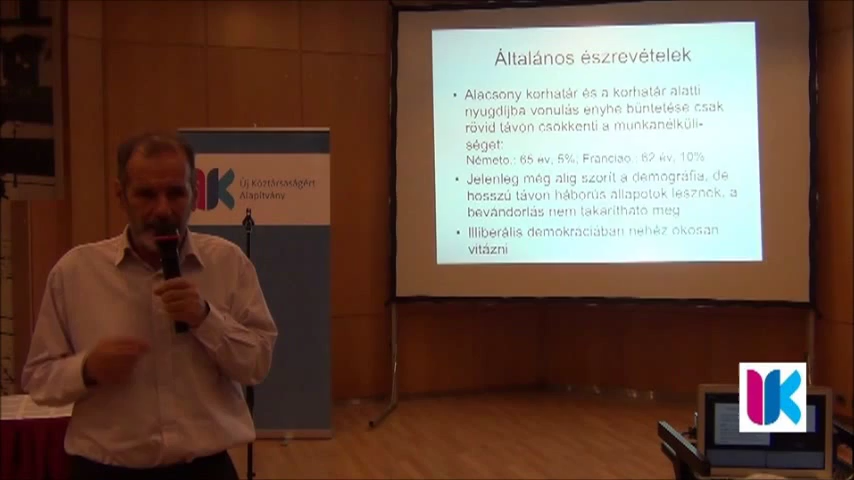 Általános észrevételek
• Alacsony korhatár és a korhatár alatti
nyugdíjba vonulás enyhe büntetése csak
rövid távon csökkenti a munkanélküli-
séget:
Németo.: 65 év, 5%, Franciao.: 62 év, 10%
• Jelenleg még alig szorít a demográfia, de
hosszú távon háborús állapotok lesznek, a
bevándorlás nem takarítható meg
• Illiberális demokráciában nehéz okosan
vitázni
Új Köztársaságért
Alapítvány